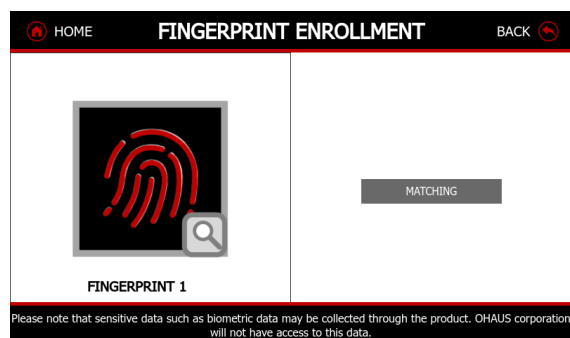 HOME
FINGERPRINT ENROLLMENT
BACK
MATCHING
FINGERPRINT 1
Please note that sensitive data such as biometric data may be collected through the product. OHAUS corporation
will not have access to this data.